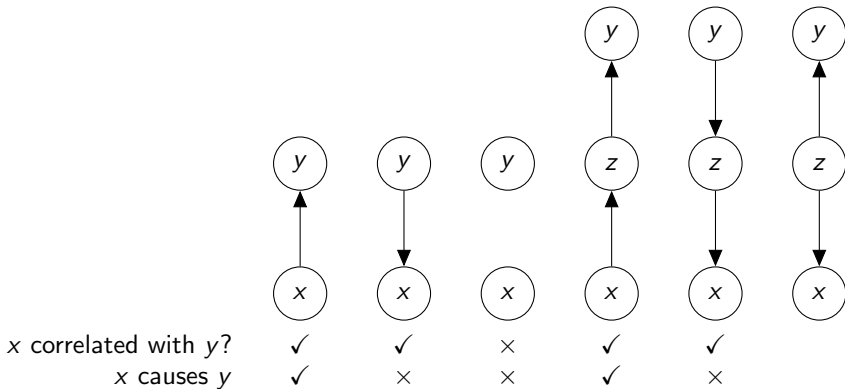 y y y
y y y z z z
x x x x x x
x correlated with y? ✓ ✓ × ✓ ✓
x causes y ✓ × × ✓ ×